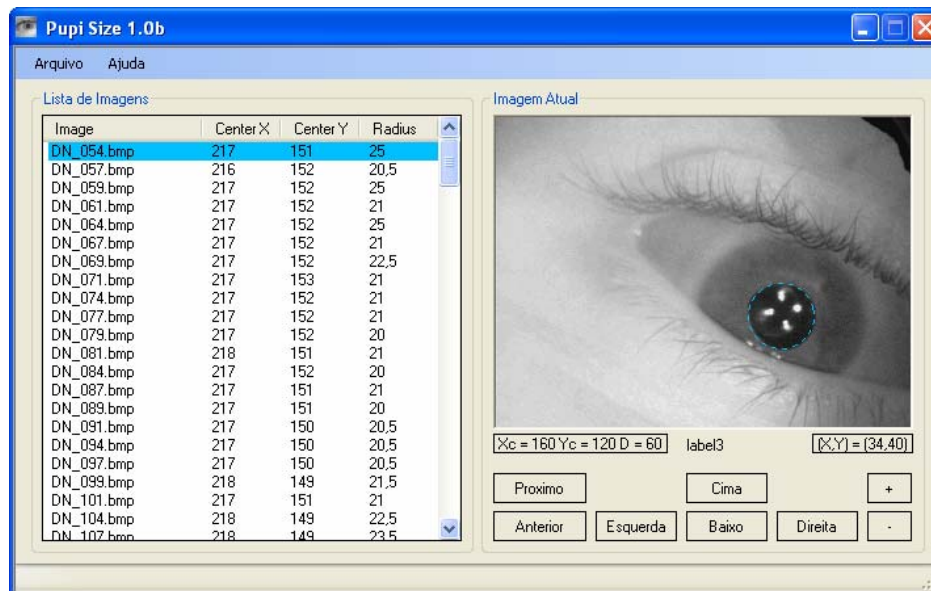 Pupi Size 1.0b
Arquivo Ajuda
Lista de Imagens
Image Center X Center Y Radius
DN_054.bmp 217 151 25
DN_057.bmp 216 152 20,5
DN_059.bmp 217 152 25
DN_061.bmp 217 152 21
DN_064.bmp 217 152 25
DN_067.bmp 217 152 21
DN_069.bmp 217 152 22,5
DN_071.bmp 217 153 21
DN_074.bmp 217 152 21
DN_077.bmp 217 152 21
DN_079.bmp 217 152 20
DN_081.bmp 218 151 21
DN_084.bmp 217 152 20
DN_087.bmp 217 151 21
DN_089.bmp 217 151 20
DN_091.bmp 217 150 20,5
DN_094.bmp 217 150 20,5
DN_097.bmp 217 150 20,5
DN_099.bmp 218 149 21,5
DN_101.bmp 217 151 21
DN_104.bmp 218 149 22,5
DN_107.bmp 218 149 23,5
Imagem Atual
Xc = 160 Yc = 120 D = 60 label3 (X,Y) = (34,40)
Proximo Cima +
Anterior Esquerda Baixo Direita -